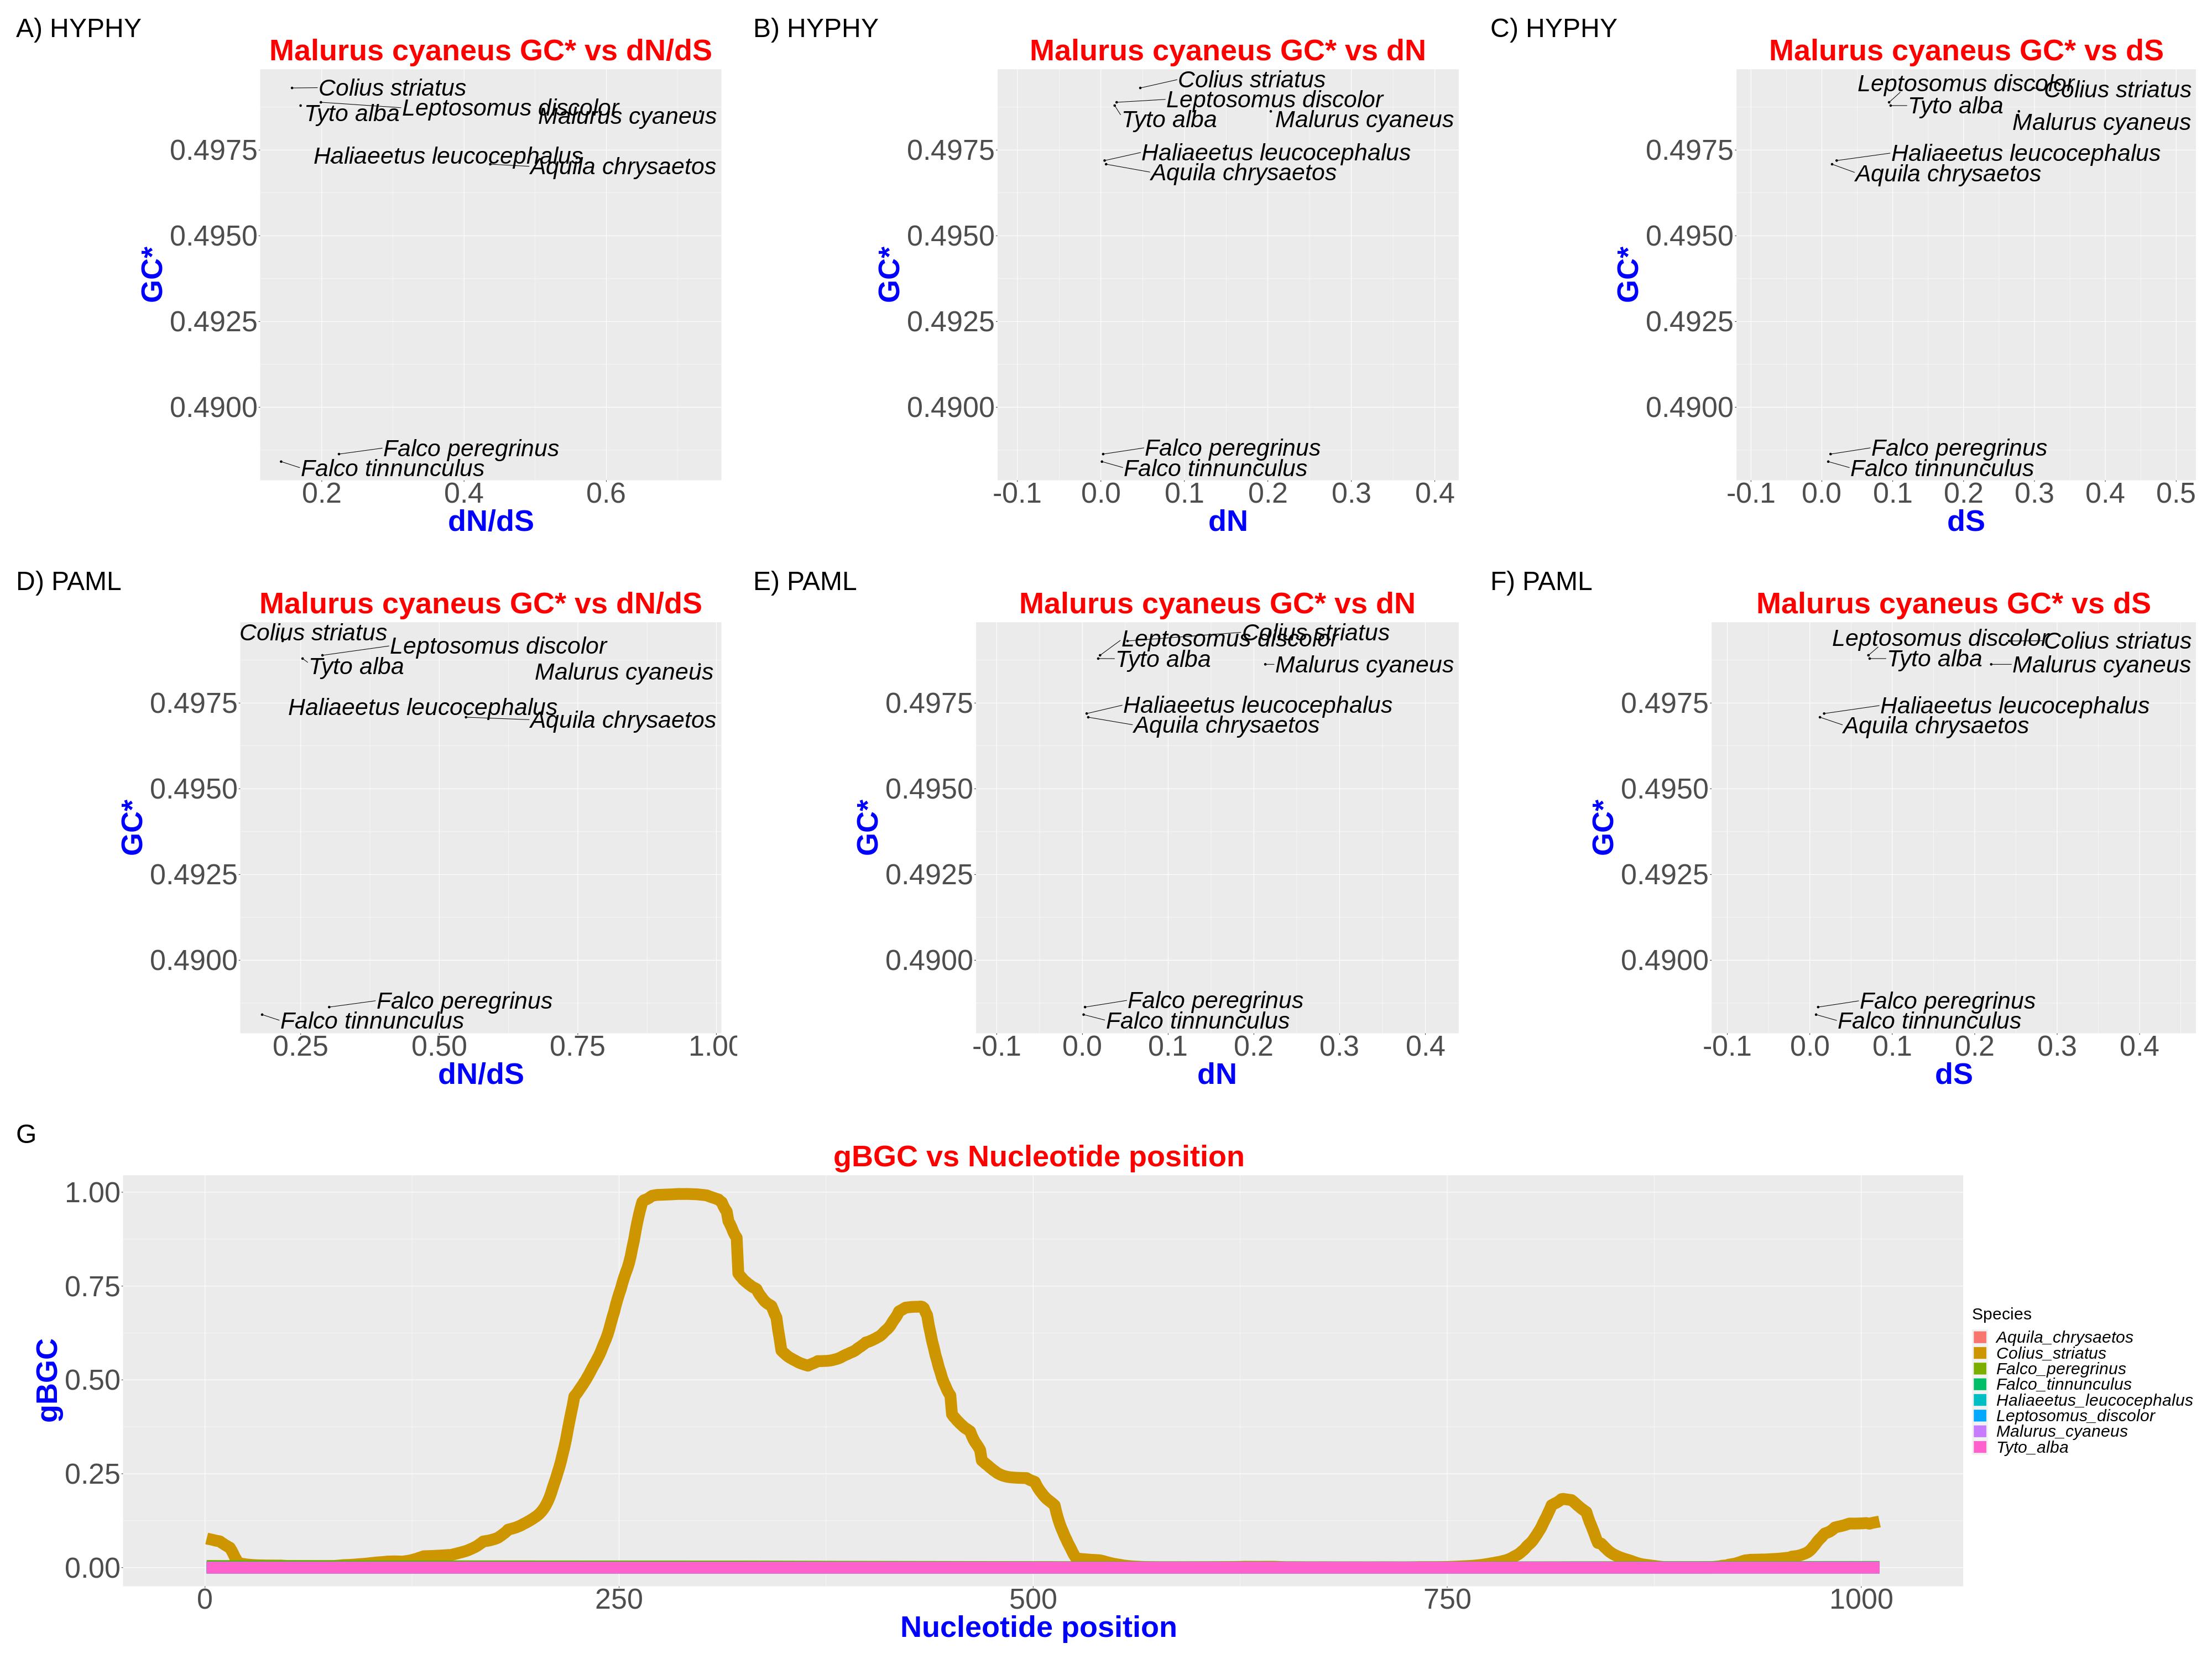 A) HYPHY
Malurus cyaneus GC* vs dN/dS
Colius striatus
Leptosomus discolor
Tyto alba
Malurus cyaneus
Haliaeetus leucocephalus
Aquila chrysaetos
Falco peregrinus
Falco tinnunculus
0.4975
0.4950
0.4925
0.4900
GC*
0.2 0.4 0.6
dN/dS
B) HYPHY
Malurus cyaneus GC* vs dN
Colius striatus
Leptosomus discolor
Tyto alba
Malurus cyaneus
Haliaeetus leucocephalus
Aquila chrysaetos
Falco peregrinus
Falco tinnunculus
0.4975
0.4950
0.4925
0.4900
GC*
-0.1 0.0 0.1 0.2 0.3 0.4
dN
C) HYPHY
Malurus cyaneus GC* vs dS
Leptosomus discolor
Colius striatus
Tyto alba
Malurus cyaneus
Haliaeetus leucocephalus
Aquila chrysaetos
Falco peregrinus
Falco tinnunculus
0.4975
0.4950
0.4925
0.4900
GC*
-0.1 0.0 0.1 0.2 0.3 0.4 0.5
dS
D) PAML
Malurus cyaneus GC* vs dN/dS
Colius striatus
Leptosomus discolor
Tyto alba
Malurus cyaneus
Haliaeetus leucocephalus
Aquila chrysaetos
Falco peregrinus
Falco tinnunculus
0.4975
0.4950
0.4925
0.4900
GC*
0.25 0.50 0.75 1.00
dN/dS
E) PAML
Malurus cyaneus GC* vs dN
Colius striatus
Leptosomus discolor
Tyto alba
Malurus cyaneus
Haliaeetus leucocephalus
Aquila chrysaetos
Falco peregrinus
Falco tinnunculus
0.4975
0.4950
0.4925
0.4900
GC*
-0.1 0.0 0.1 0.2 0.3 0.4
dN
F) PAML
Malurus cyaneus GC* vs dS
Leptosomus discolor
Colius striatus
Tyto alba
Malurus cyaneus
Haliaeetus leucocephalus
Aquila chrysaetos
Falco peregrinus
Falco tinnunculus
0.4975
0.4950
0.4925
0.4900
GC*
-0.1 0.0 0.1 0.2 0.3 0.4
dS
G
gBGC vs Nucleotide position
1.00
0.75
0.50
0.25
0.00
gBGC
0 250 500 750 1000
Nucleotide position
Species
Aquila_chrysaetos
Colius_striatus
Falco_peregrinus
Falco_tinnunculus
Haliaeetus_leucocephalus
Leptosomus_discolor
Malurus_cyaneus
Tyto_alba